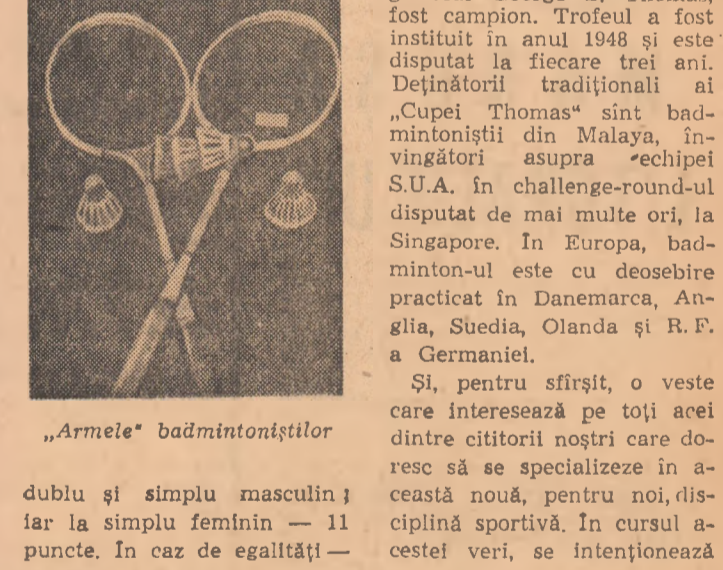 „Armele" badmintoniștilor
dublu și simplu masculin;
iar la simplu feminin — 11
puncte. În caz de egalități —
fost campion. Trofeul a fost
instituit în anul 1948 și este
disputat la fiecare trei ani.
Deținătorii tradiționali ai
„Cupei Thomas" sînt bad-
mintoniștii din Malaya, în-
vingători asupra echipei
S.U.A. în challenge-round-ul
disputat de mai multe ori, la
Singapore. În Europa, bad-
minton-ul este cu deosebire
practicat în Danemarca, An-
glia, Suedia, Olanda și R. F.
a Germaniei.
Și, pentru sfîrșit, o veste
care interesează pe toți acei
dintre cititorii noștri care do-
resc să se specializeze în a-
ceastă nouă, pentru noi, dis-
ciplină sportivă. În cursul a-
cestei veri, se intenționează